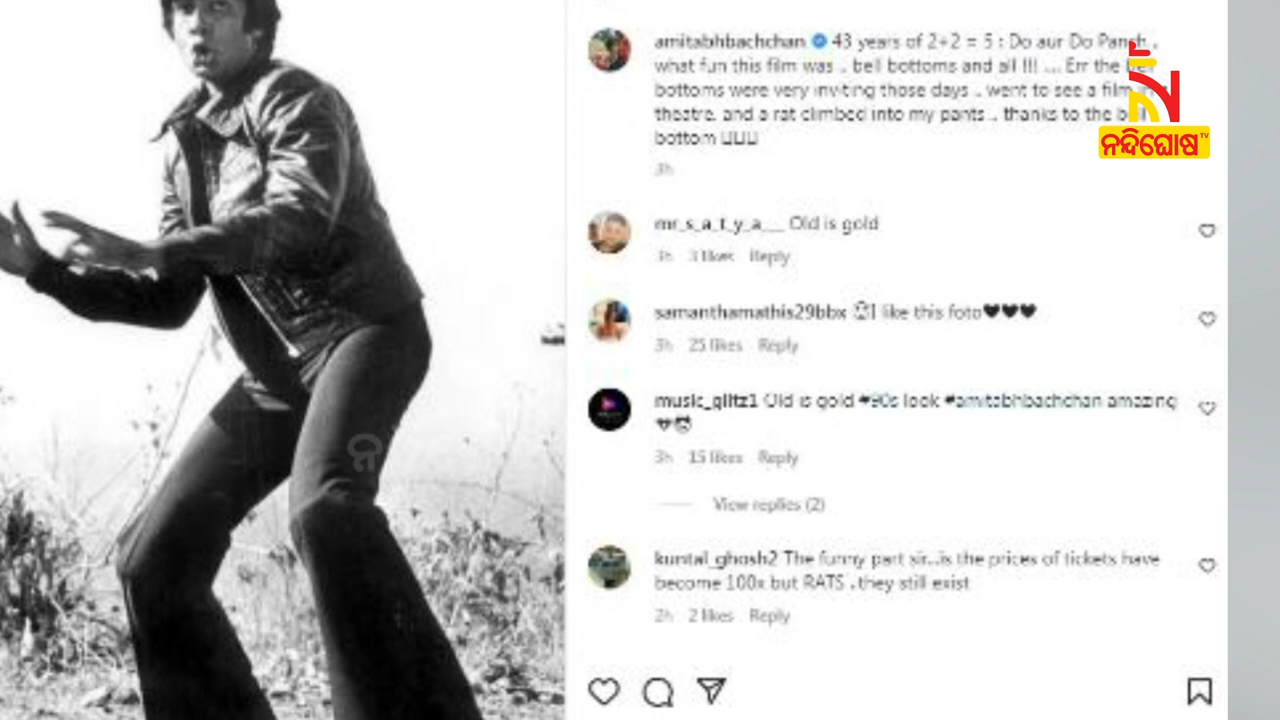 amitabhbachchan 43 years of 2+2 = 5 : Do aur Do Panch ,
what fun this film was .. bell bottoms and all !!! ... Err the bell
bottoms were very inviting those days .. went to see a film in a
theatre, and a rat climbed into my pants .. thanks to the bell
bottom
3h
ନନ୍ଦିଘୋଷ TV
mr_s_a_t_y_a___ Old is gold
3h 3 likes Reply
samanthamathis29bbx I like this foto🖤🖤🖤
3h 25 likes Reply
music_glitz1 Old is gold #90s look #amitabhbachchan amazing
3h 15 likes Reply
View replies (2)
kuntal_ghosh2 The funny part sir...is the prices of tickets have
become 100x but RATS , they still exist
2h 2 likes Reply